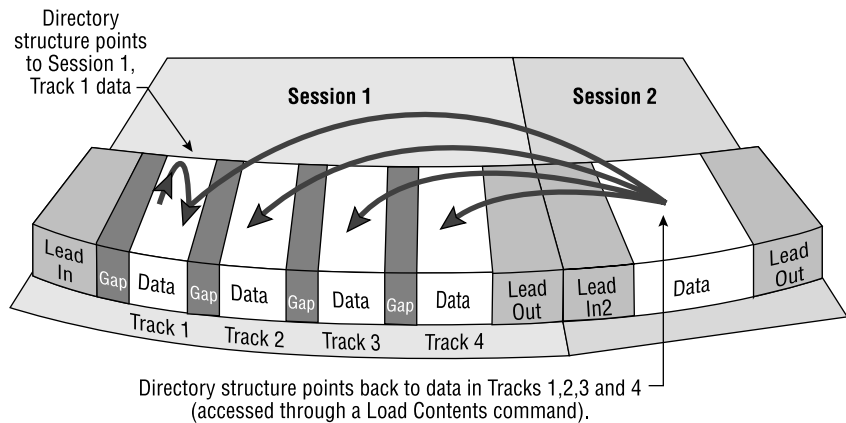 Directory
structure points
to Session 1,
Track 1 data
Session 1
Session 2
Lead
In
Gap
Data
Gap
Data
Gap
Data
Gap
Data
Lead
Out
Lead
In2
Data
Lead
Out
Track 1
Track 2
Track 3
Track 4
Directory structure points back to data in Tracks 1,2,3 and 4
(accessed through a Load Contents command).